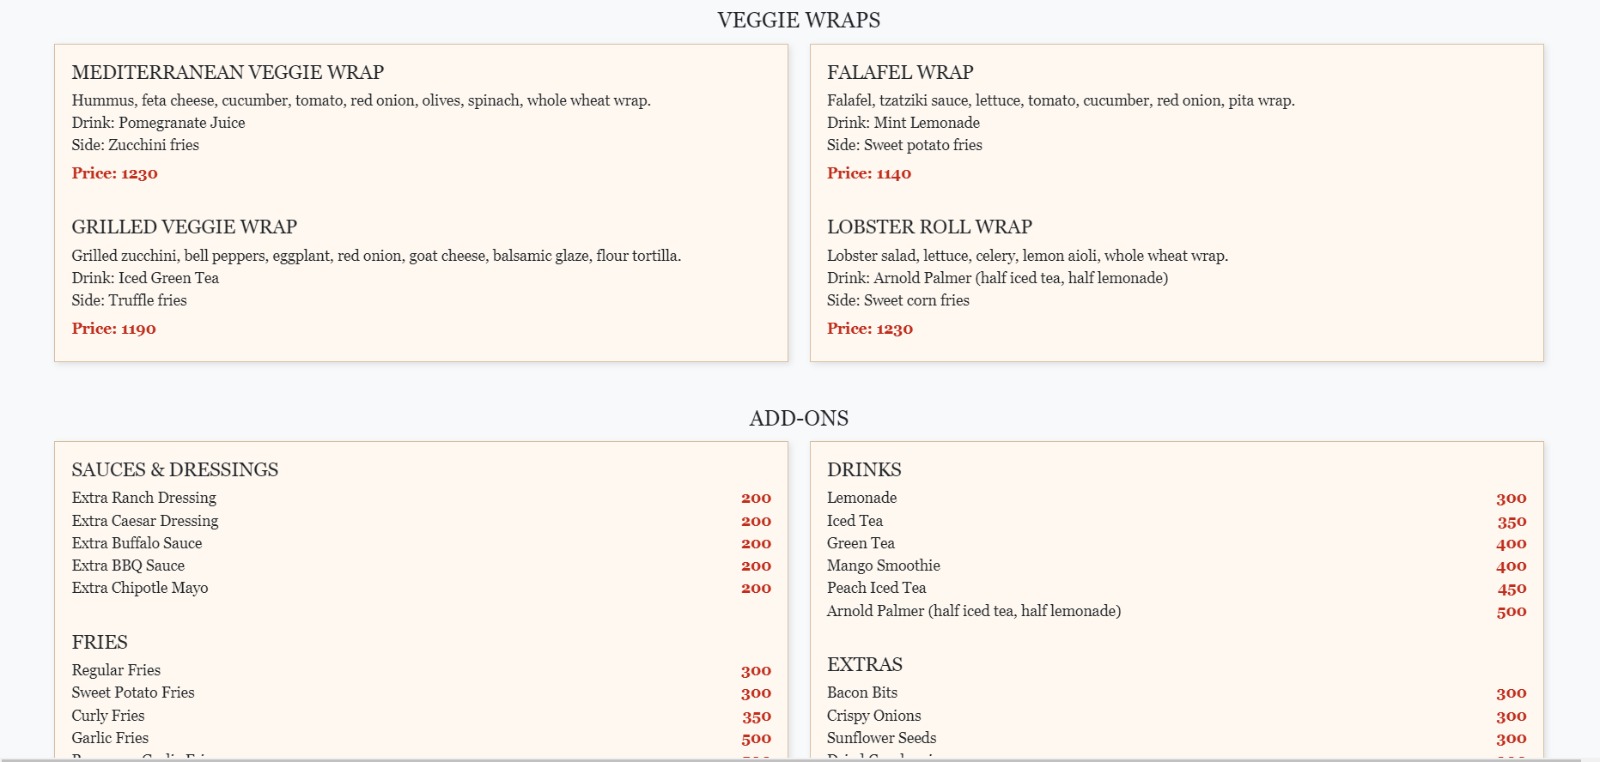 VEGGIE WRAPS
MEDITERRANEAN VEGGIE WRAP
Hummus, feta cheese, cucumber, tomato, red onion, olives, spinach, whole wheat wrap.
Drink: Pomegranate Juice
Side: Zucchini fries
Price: 1230
GRILLED VEGGIE WRAP
Grilled zucchini, bell peppers, eggplant, red onion, goat cheese, balsamic glaze, flour tortilla.
Drink: Iced Green Tea
Side: Truffle fries
Price: 1190
FALAFEL WRAP
Falafel, tzatziki sauce, lettuce, tomato, cucumber, red onion, pita wrap.
Drink: Mint Lemonade
Side: Sweet potato fries
Price: 1140
LOBSTER ROLL WRAP
Lobster salad, lettuce, celery, lemon aioli, whole wheat wrap.
Drink: Arnold Palmer (half iced tea, half lemonade)
Side: Sweet corn fries
Price: 1230
ADD-ONS
SAUCES & DRESSINGS
Extra Ranch Dressing 200
Extra Caesar Dressing 200
Extra Buffalo Sauce 200
Extra BBQ Sauce 200
Extra Chipotle Mayo 200
FRIES
Regular Fries 300
Sweet Potato Fries 300
Curly Fries 350
Garlic Fries 500
DRINKS
Lemonade 300
Iced Tea 350
Green Tea 400
Mango Smoothie 400
Peach Iced Tea 450
Arnold Palmer (half iced tea, half lemonade) 500
EXTRAS
Bacon Bits 300
Crispy Onions 300
Sunflower Seeds 300